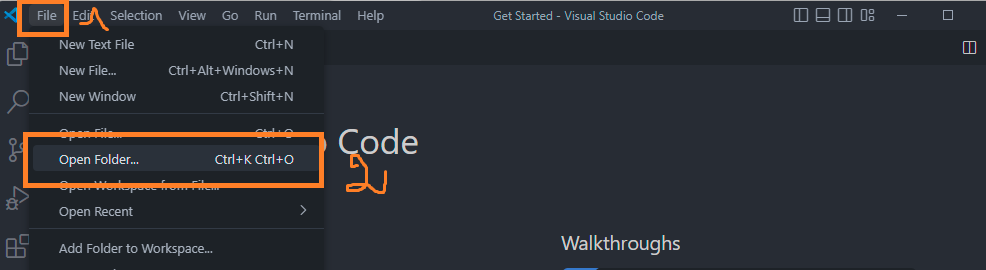 File Edit Selection View Go Run Terminal Help Get Started - Visual Studio Code
New Text File Ctrl+N
New File... Ctrl+Alt+Windows+N
New Window Ctrl+Shift+N
Open File... Ctrl+O
Code
Open Folder... Ctrl+K Ctrl+O
2
Open Workspace from File...
Open Recent
Walkthroughs
Add Folder to Workspace...